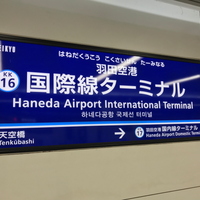 KEIKYU
はねだくうこう こくさいせん たーみなる
羽田空港
KK
16
国際線ターミナル
Haneda Airport International Terminal
하네다공항 국제선 터미널
天空橋
Tenkūbashi
17
羽田空港 国内線ターミナル
Haneda Airport Domestic Terminal